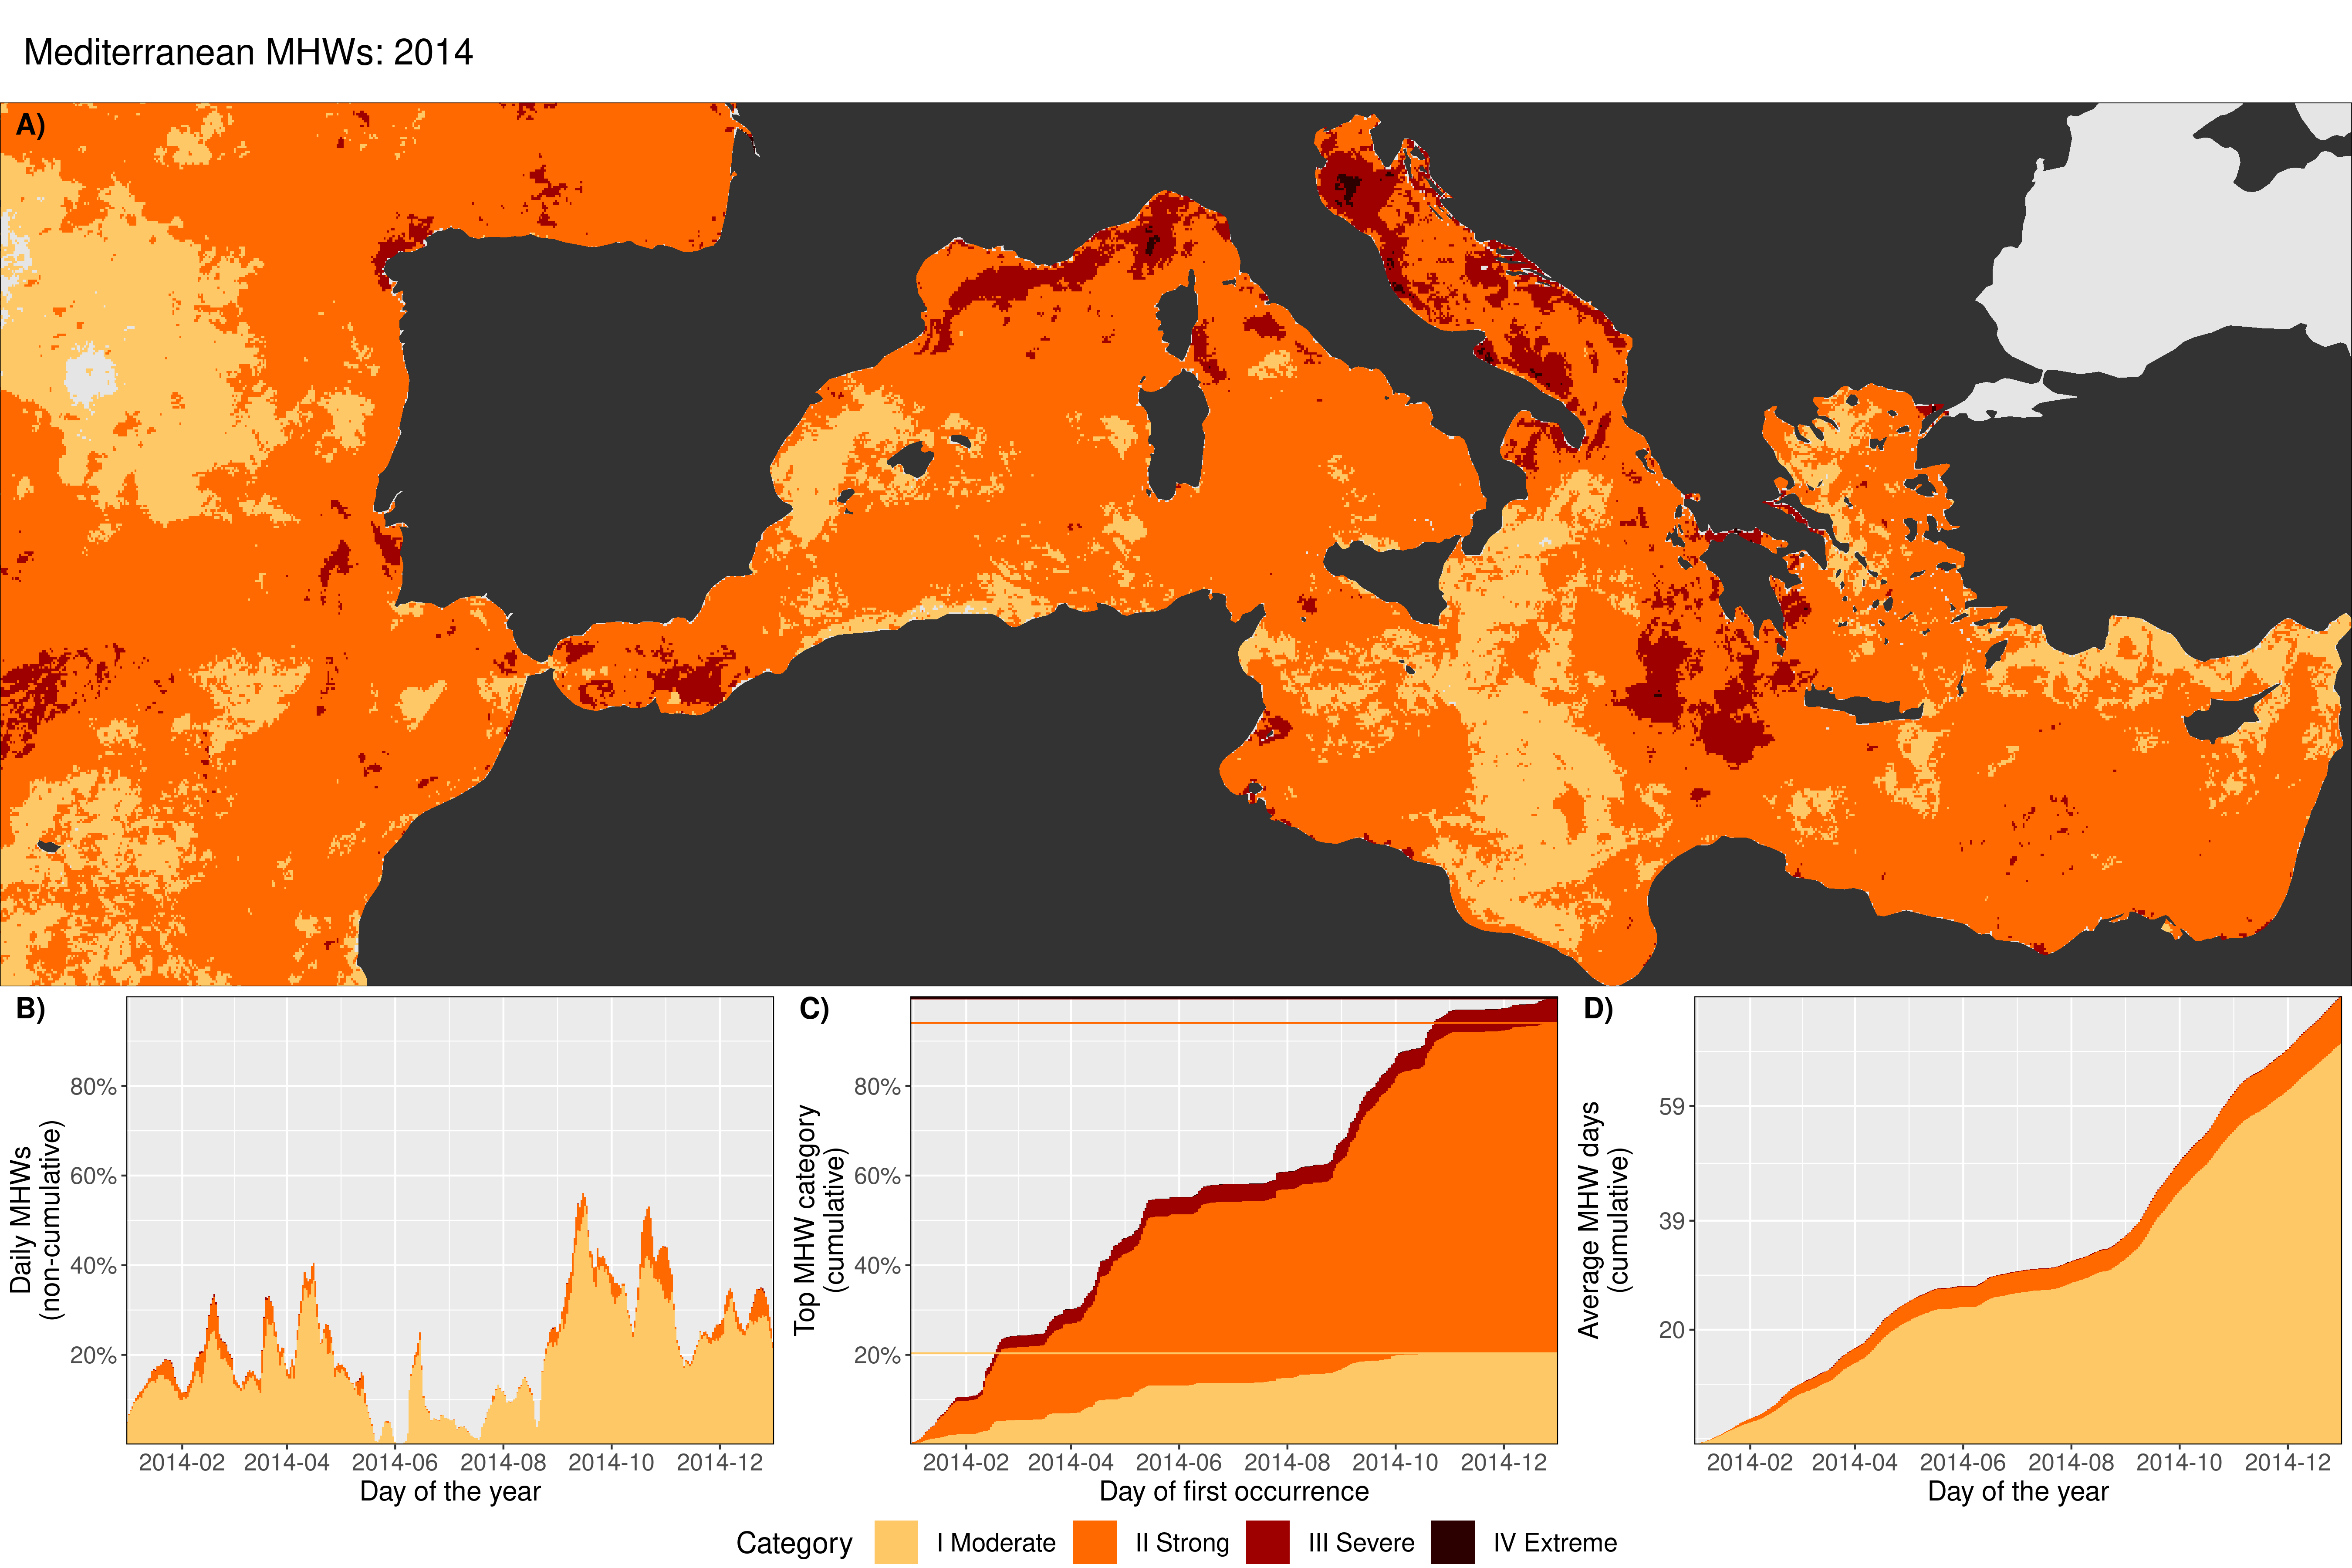 Mediterranean MHWs: 2014
A)
B)
Daily MHWs
(non-cumulative)
80%
60%
40%
20%
2014-02 2014-04 2014-06 2014-08 2014-10 2014-12
Day of the year
C)
Top MHW category
(cumulative)
80%
60%
40%
20%
2014-02 2014-04 2014-06 2014-08 2014-10 2014-12
Day of first occurrence
D)
Average MHW days
(cumulative)
59
39
20
2014-02 2014-04 2014-06 2014-08 2014-10 2014-12
Day of the year
Category I Moderate II Strong III Severe IV Extreme